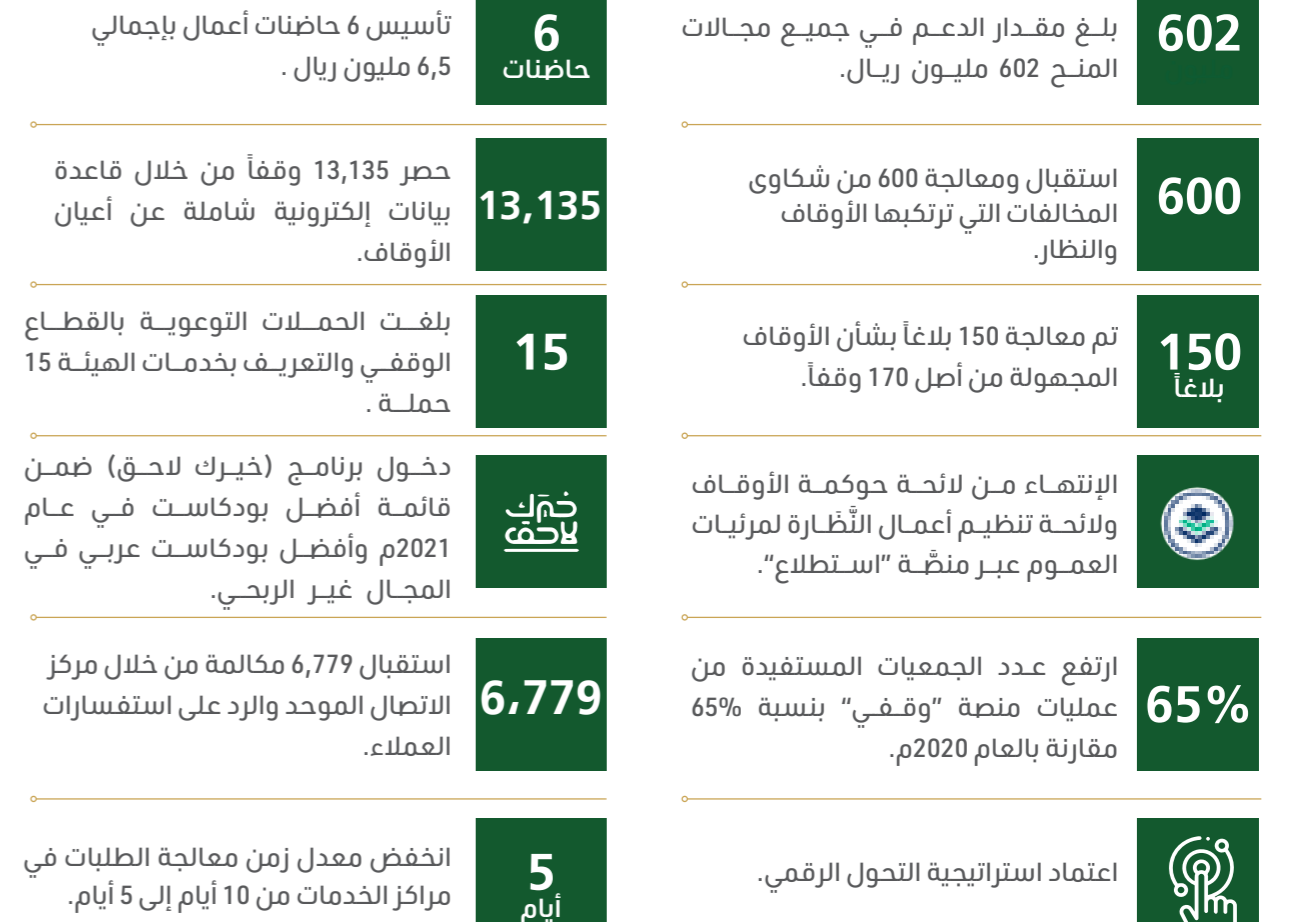 602
بلغ مقدار الدعم في جميع مجالات
المنح 602 مليون ريال.
600
استقبال ومعالجة 600 من شكاوى
المخالفات التي ترتكبها الأوقاف
والنظار.
150
بلاغاً
تم معالجة 150 بلاغاً بشأن الأوقاف
المجهولة من أصل 170 وقفاً.
الإنتهاء من لائحة حوكمة الأوقاف
ولائحة تنظيم أعمال النَّظَارة لمرئيات
العموم عبر منصَّة "استطلاع".
65%
ارتفع عدد الجمعيات المستفيدة من
عمليات منصة "وقفي" بنسبة 65%
مقارنة بالعام 2020م.
اعتماد استراتيجية التحول الرقمي.
6
حاضنات
تأسيس 6 حاضنات أعمال بإجمالي
6,5 مليون ريال .
13,135
حصر 13,135 وقفاً من خلال قاعدة
بيانات إلكترونية شاملة عن أعيان
الأوقاف.
15
بلغت الحملات التوعوية بالقطاع
الوقفي والتعريف بخدمات الهيئة 15
حملة .
خيرك
لاحق
دخول برنامج (خيرك لاحق) ضمن
قائمة أفضل بودكاست في عام
2021م وأفضل بودكاست عربي في
المجال غير الربحي.
6،779
استقبال 6,779 مكالمة من خلال مركز
الاتصال الموحد والرد على استفسارات
العملاء.
5
أيام
انخفض معدل زمن معالجة الطلبات في
مراكز الخدمات من 10 أيام إلى 5 أيام.